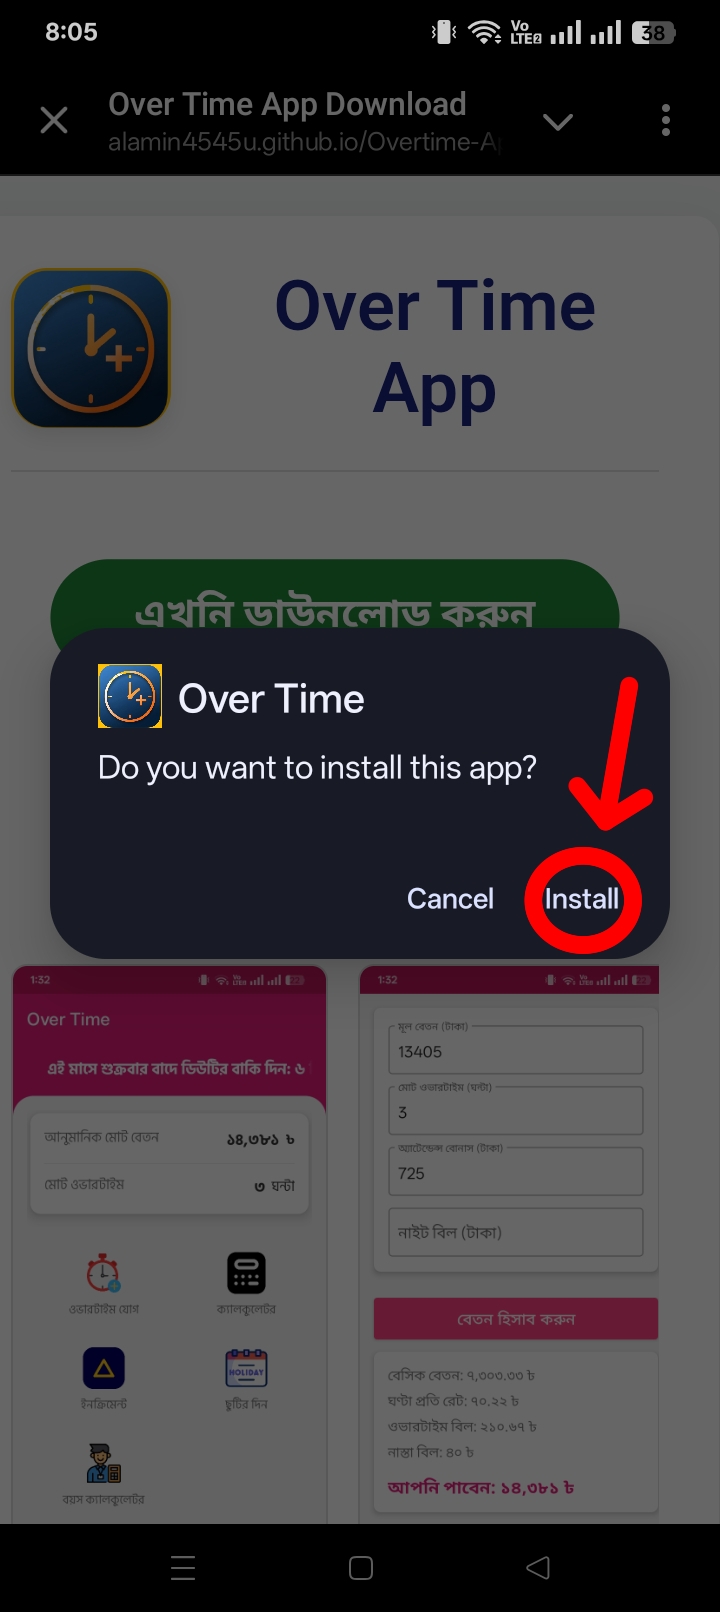 8:05
Vo
LTE2
38
Over Time App Download
alamin4545u.github.io/Overtime-A
Over Time
App
এখনি ডাউনলোড করুন
Over Time
Do you want to install this app?
Cancel
Install
1:32
Over Time
এই মাসে শুক্রবার বাদে ডিউটির বাকি দিন: ৬
আনুমানিক মোট বেতন
১৪,৩৮১ ৳
মোট ওভারটাইম
৩ ঘন্টা
ওভারটাইম যোগ
ক্যালকুলেটর
HOLIDAY
ইনক্রিমেন্ট
ছুটির দিন
বয়স ক্যালকুলেটর
1:32
মূল বেতন (টাকা)
13405
মোট ওভারটাইম (ঘন্টা)
3
অ্যাটেন্ডেন্স বোনাস (টাকা)
725
নাইট বিল (টাকা)
বেতন হিসাব করুন
বেসিক বেতন: ৭,৩০৩.৩৩ ৳
ঘণ্টা প্রতি রেট: ৭০.২২ ৳
ওভারটাইম বিল: ২১০.৬৭ ৳
নাস্তা বিল: ৪০ ৳
আপনি পাবেন: ১৪,৩৮১ ৳